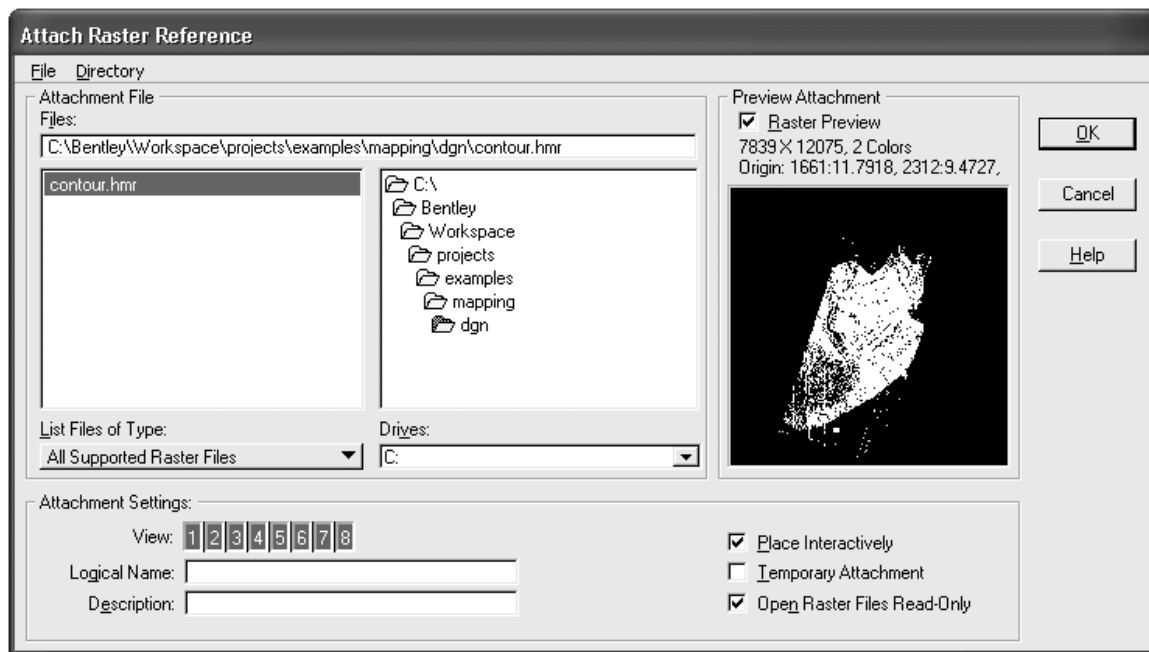 Attach Raster Reference
File Directory
Attachment File
Files:
C:\Bentley\Workspace\projects\examples\mapping\dgn\contour.hmr
contour.hmr
C:\
Bentley
Workspace
projects
examples
mapping
dgn
List Files of Type:
All Supported Raster Files
Drives:
C:
Preview Attachment
Raster Preview
7839 X 12075, 2 Colors
Origin: 1661:11.7918, 2312:9.4727,
OK
Cancel
Help
Attachment Settings:
View: 1 2 3 4 5 6 7 8
Logical Name:
Description:
Place Interactively
Temporary Attachment
Open Raster Files Read-Only